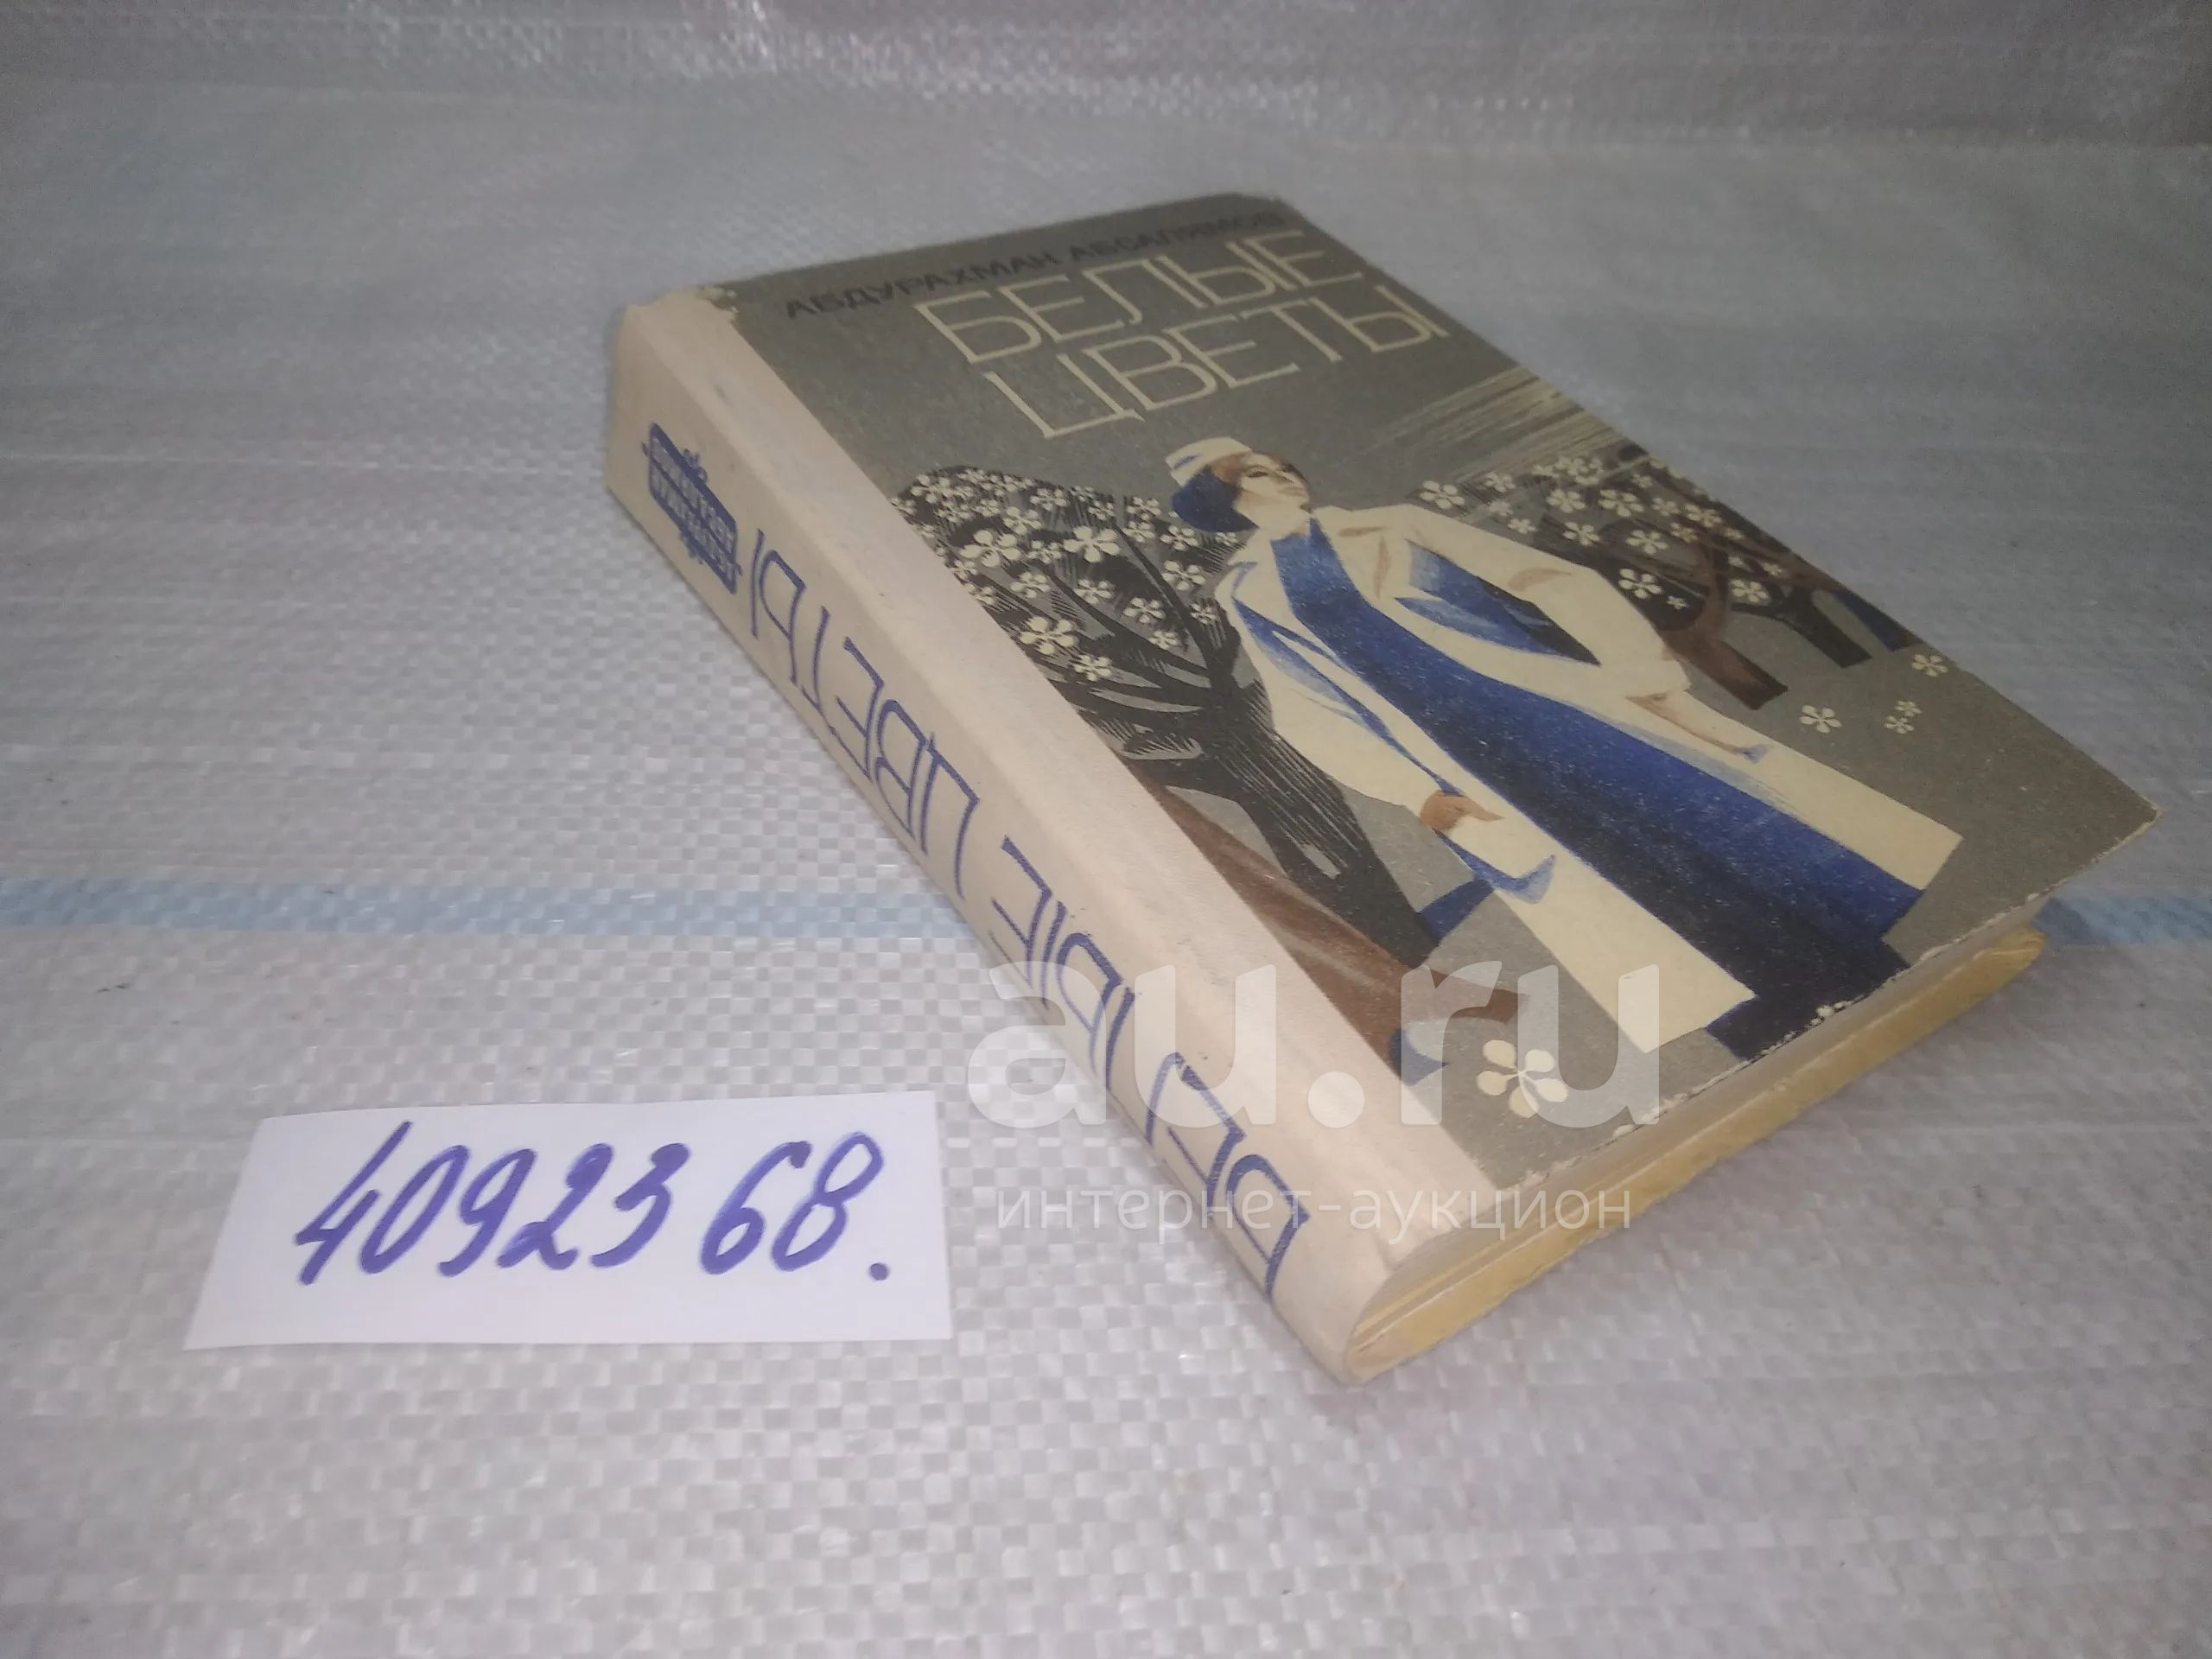 АБДУРАХМАН АБСАЛЯМОВ
БЕЛЫЕ
ЦВЕТЫ
БЕЛЫЕ ЦВЕТЫ
4092368.
au.ru
интернет-аукцион